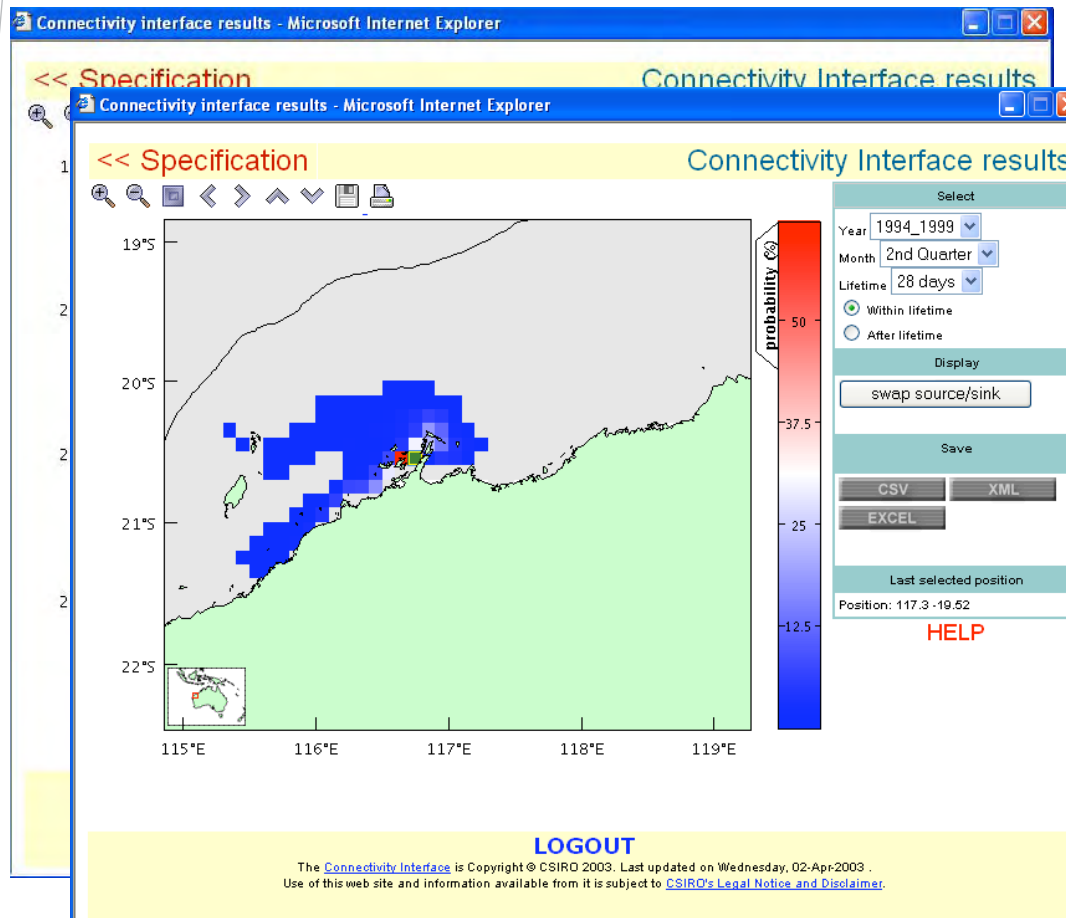 Connectivity interface results - Microsoft Internet Explorer
<< Specification
Connectivity Interface results
1
2
2
2
Connectivity interface results - Microsoft Internet Explorer
<< Specification
Connectivity Interface results
19°S
20°S
21°S
22°S
115°E
116°E
117°E
118°E
119°E
probability (%)
50
37.5
25
12.5
Select
Year 1994_1999
Month 2nd Quarter
Lifetime 28 days
Within lifetime
After lifetime
Display
swap source/sink
Save
CSV XML
EXCEL
Last selected position
Position: 117.3 -19.52
HELP
LOGOUT
The Connectivity Interface is Copyright © CSIRO 2003. Last updated on Wednesday, 02-Apr-2003 .
Use of this web site and information available from it is subject to CSIRO's Legal Notice and Disclaimer.